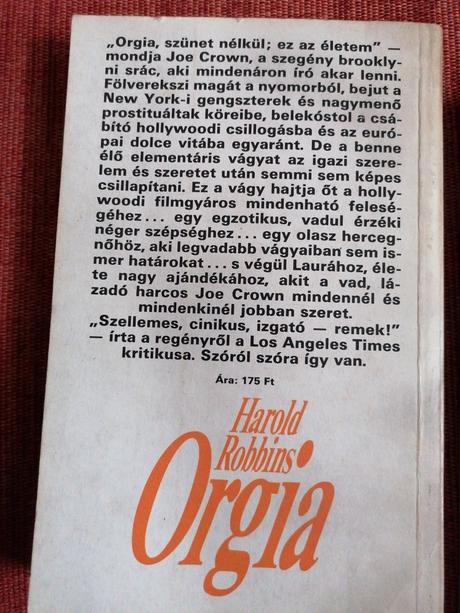 „Orgia, szünet nélkül; ez az életem” —
mondja Joe Crown, a szegény brookly-
ni srác, aki mindenáron író akar lenni.
Fölverekszi magát a nyomorból, bejut a
New York-i gengszterek és nagymenő
prostituáltak köreibe, belekóstol a csá-
bító hollywoodi csillogásba és az euró-
pai dolce vitába egyaránt. De a benne
élő elementáris vágyat az igazi szere-
lem és szeretet után semmi sem képes
csillapítani. Ez a vágy hajtja őt a holly-
woodi filmgyáros mindenható felesé-
géhez... egy egzotikus, vadul érzéki
néger szépséghez... egy olasz herceg-
nőhöz, aki legvadabb vágyaiban sem is-
mer határokat... s végül Laurához, éle-
te nagy ajándékához, akit a vad, lá-
zadó harcos Joe Crown mindennél és
mindenkinél jobban szeret.
„Szellemes, cinikus, izgató — remek!”
— írta a regényről a Los Angeles Times
kritikusa. Szóról szóra így van.
Ára: 175 Ft
Harold
Robbins
Orgia